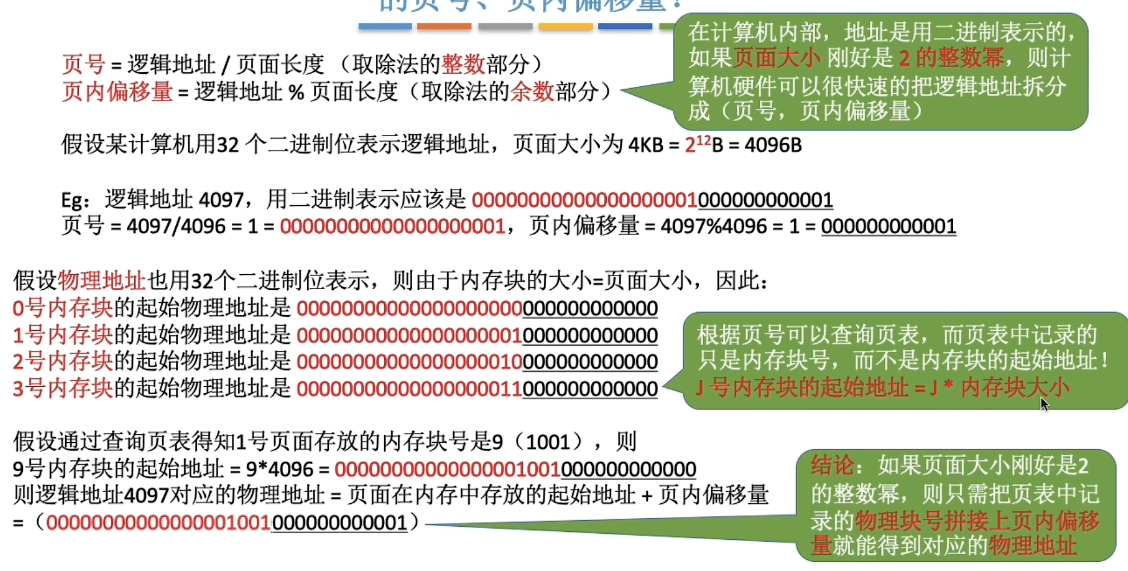 的页号、页内偏移量？
在计算机内部，地址是用二进制表示的，
如果页面大小 刚好是 2 的整数幂，则计
算机硬件可以很快速的把逻辑地址拆分
成（页号，页内偏移量）
页号 = 逻辑地址 / 页面长度 （取除法的整数部分）
页内偏移量 = 逻辑地址 % 页面长度（取除法的余数部分）
假设某计算机用32 个二进制位表示逻辑地址，页面大小为 4KB = 2¹²B = 4096B
Eg：逻辑地址 4097，用二进制表示应该是 00000000000000000001000000000001
页号 = 4097/4096 = 1 = 00000000000000000001，页内偏移量 = 4097%4096 = 1 = 000000000001
假设物理地址也用32个二进制位表示，则由于内存块的大小=页面大小，因此：
0号内存块的起始物理地址是 00000000000000000000000000000000
1号内存块的起始物理地址是 00000000000000000001000000000000
2号内存块的起始物理地址是 00000000000000000010000000000000
3号内存块的起始物理地址是 00000000000000000011000000000000
根据页号可以查询页表，而页表中记录的
只是内存块号，而不是内存块的起始地址！
J 号内存块的起始地址 = J * 内存块大小
假设通过查询页表得知1号页面存放的内存块号是9（1001），则
9号内存块的起始地址 = 9*4096 = 00000000000000001001000000000000
则逻辑地址4097对应的物理地址 = 页面在内存中存放的起始地址 + 页内偏移量
=（00000000000000001001000000000001）
结论：如果页面大小刚好是2
的整数幂，则只需把页表中记
录的物理块号拼接上页内偏移
量就能得到对应的物理地址